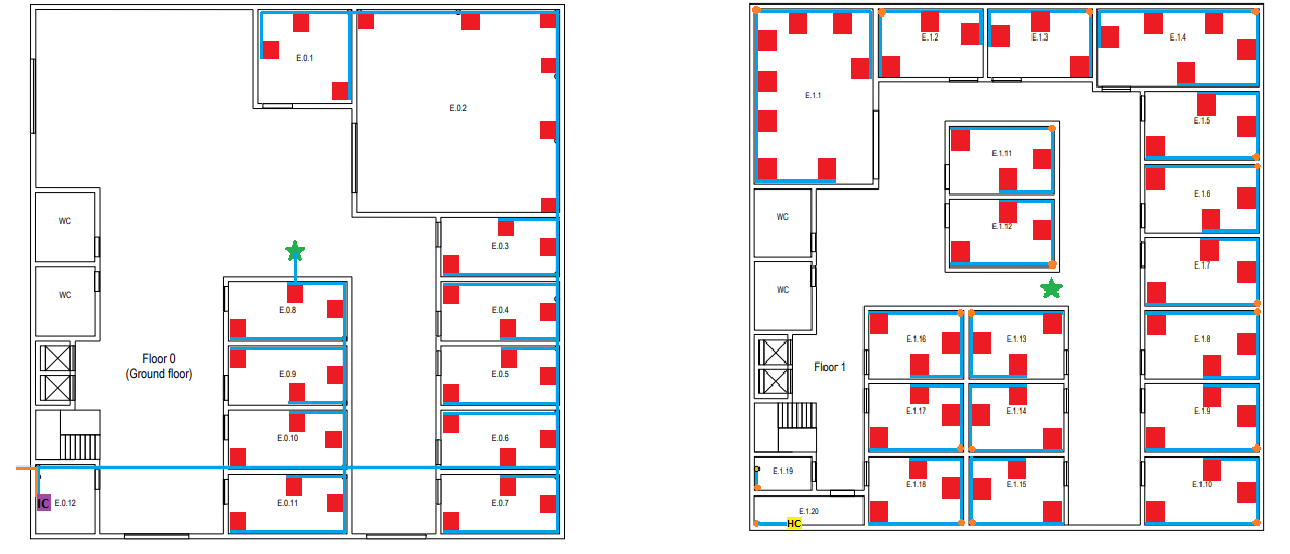 E.0.1
E.0.2
WC
E.0.3
WC
E.0.8
E.0.4
Floor 0
(Ground floor)
E.0.9
E.0.5
E.0.10
E.0.6
IC
E.0.12
E.0.11
E.0.7
E.1.1
E.1.2
E.1.3
E.1.4
E.1.5
E.1.11
E.1.6
WC
E.1.12
E.1.7
WC
E.1.16
E.1.13
E.1.8
Floor 1
E.1.17
E.1.14
E.1.9
E.1.19
E.1.18
E.1.15
E.1.10
E.1.20
HC